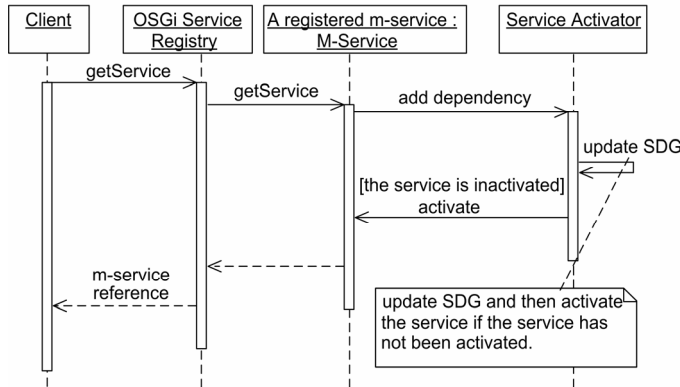 Client
OSGi Service
Registry
A registered m-service :
M-Service
Service Activator
getService
getService
add dependency
update SDG
[the service is inactivated]
activate
m-service
reference
update SDG and then activate
the service if the service has
not been activated.